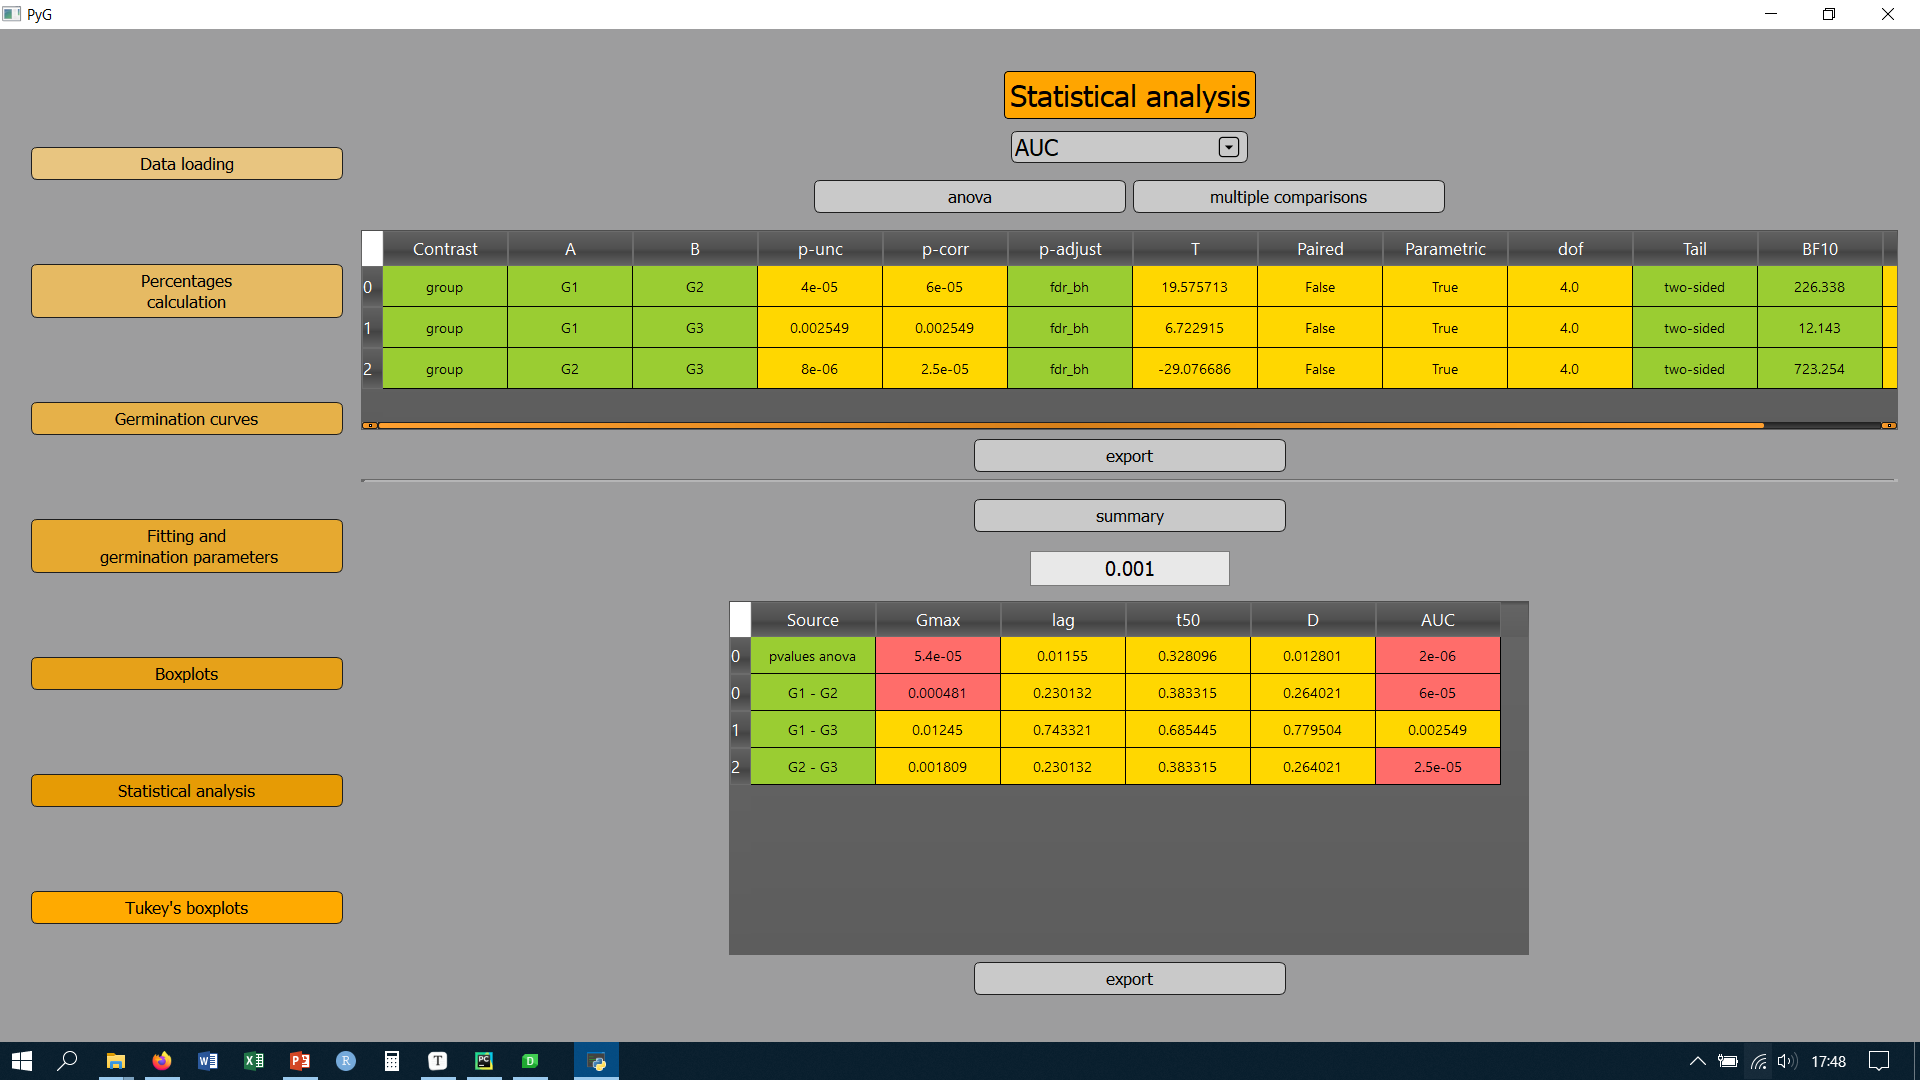 PyG
Statistical analysis
AUC
anova multiple comparisons
Data loading
Percentages
calculation
Germination curves
Fitting and
germination parameters
Boxplots
Statistical analysis
Tukey's boxplots
Contrast A B p-unc p-corr p-adjust T Paired Parametric dof Tail BF10
0 group G1 G2 4e-05 6e-05 fdr_bh 19.575713 False True 4.0 two-sided 226.338
1 group G1 G3 0.002549 0.002549 fdr_bh 6.722915 False True 4.0 two-sided 12.143
2 group G2 G3 8e-06 2.5e-05 fdr_bh -29.076686 False True 4.0 two-sided 723.254
export
summary
0.001
Source Gmax lag t50 D AUC
0 pvalues anova 5.4e-05 0.01155 0.328096 0.012801 2e-06
0 G1 - G2 0.000481 0.230132 0.383315 0.264021 6e-05
1 G1 - G3 0.01245 0.743321 0.685445 0.779504 0.002549
2 G2 - G3 0.001809 0.230132 0.383315 0.264021 2.5e-05
export
17:48